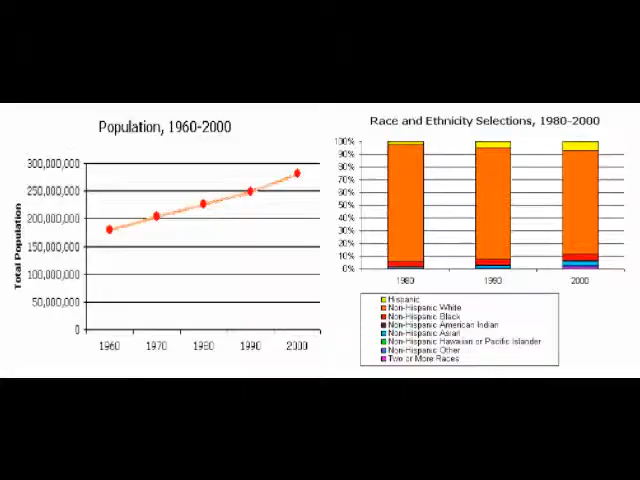 Population, 1960-2000
300,000,000
250,000,000
200,000,000
150,000,000
100,000,000
50,000,000
0
Total Population
1960 1970 1980 1990 2000
Race and Ethnicity Selections, 1980-2000
100%
90%
80%
70%
60%
50%
40%
30%
20%
10%
0%
1980 1990 2000
Hispanic
Non-Hispanic White
Non-Hispanic Black
Non-Hispanic American Indian
Non-Hispanic Asian
Non-Hispanic Hawaiian or Pacific Islander
Non-Hispanic Other
Two or More Races